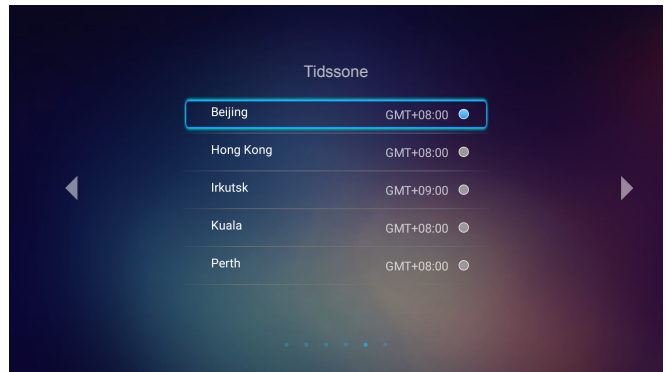 Tidssone
Beijing GMT+08:00
Hong Kong GMT+08:00
Irkutsk GMT+09:00
Kuala GMT+08:00
Perth GMT+08:00